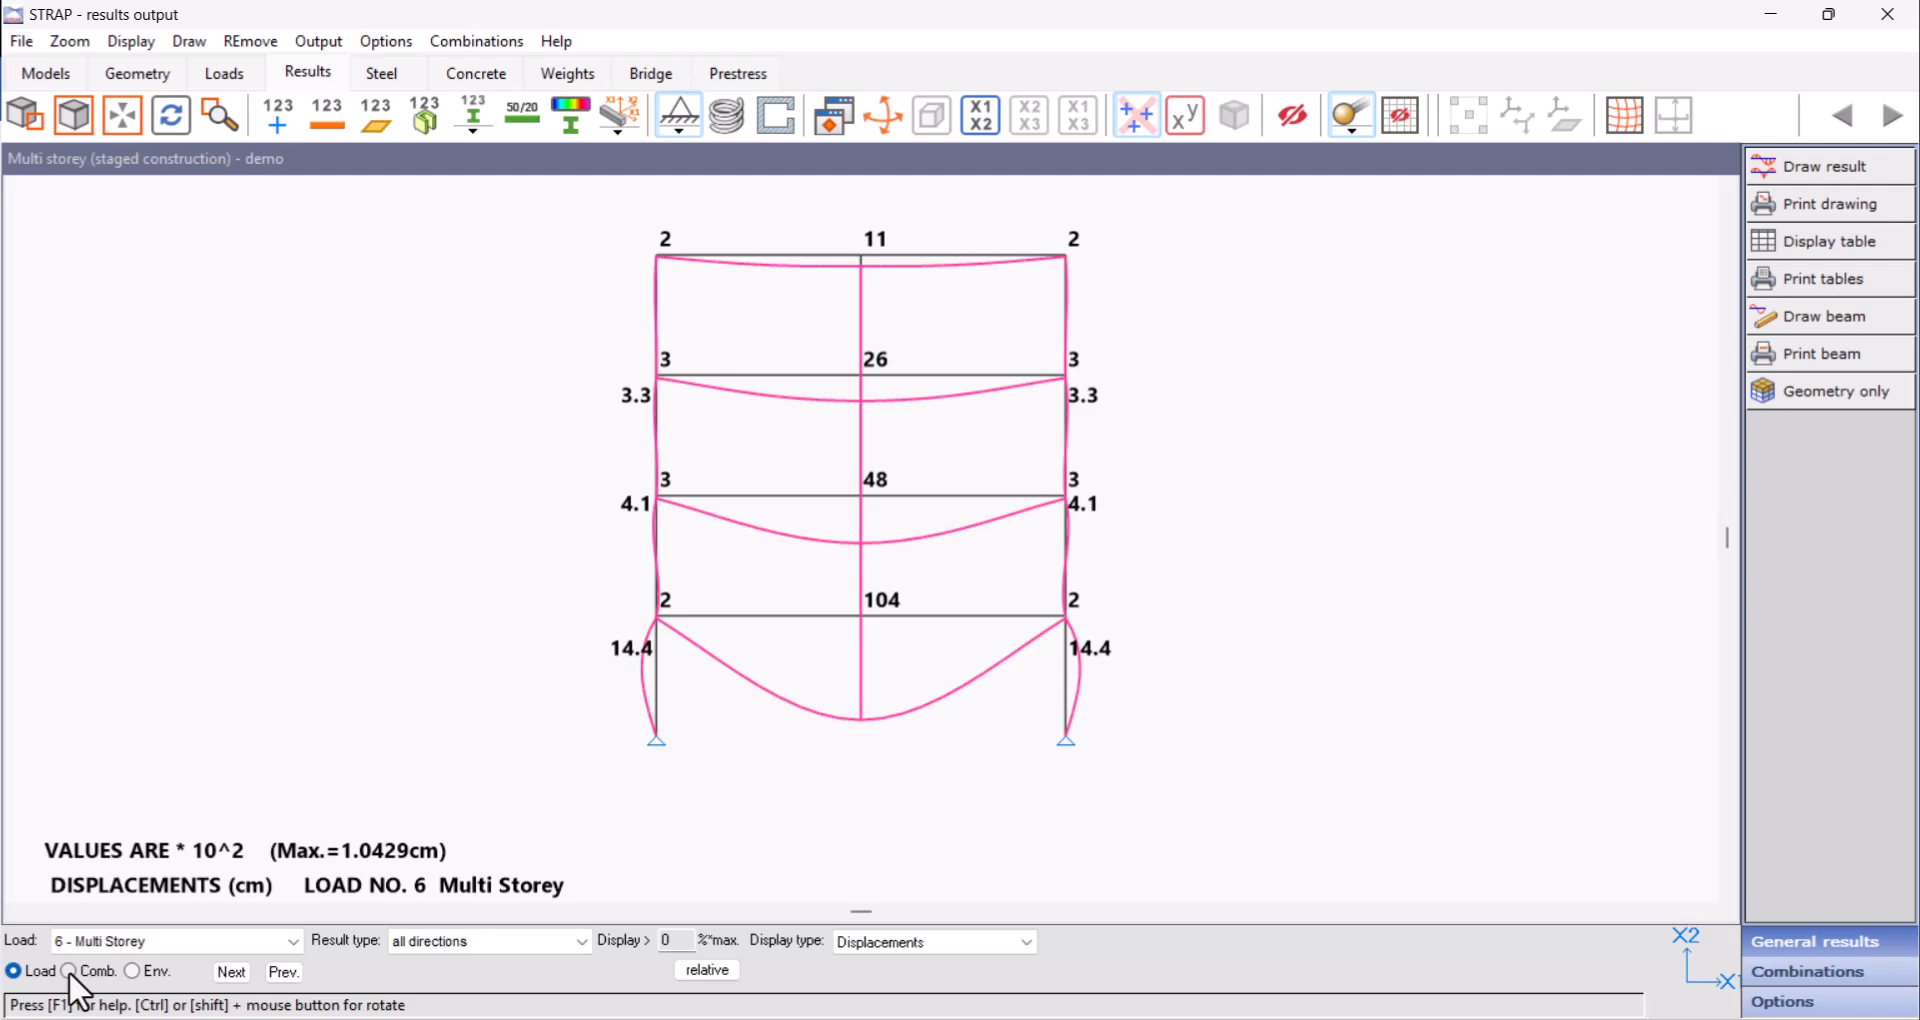 STRAP - results output
File Zoom Display Draw REmove Output Options Combinations Help
Models Geometry Loads Results Steel Concrete Weights Bridge Prestress
123 123 123 123 123 50/20 X3 X2 X1 X1 X2 X2 X3 X1 X3 xy
Multi storey (staged construction) - demo
Draw result
Print drawing
Display table
Print tables
Draw beam
Print beam
Geometry only
2 11 2
3 26 3
3.3 3.3
3 48 3
4.1 4.1
2 104 2
14.4 14.4
VALUES ARE * 10^2 (Max.=1.0429cm)
DISPLACEMENTS (cm) LOAD NO. 6 Multi Storey
Load: 6 - Multi Storey Result type: all directions Display > 0 %*max. Display type: Displacements
Load Comb. Env. Next Prev. relative
Press [F1] for help. [Ctrl] or [shift] + mouse button for rotate
X2
X1
General results
Combinations
Options